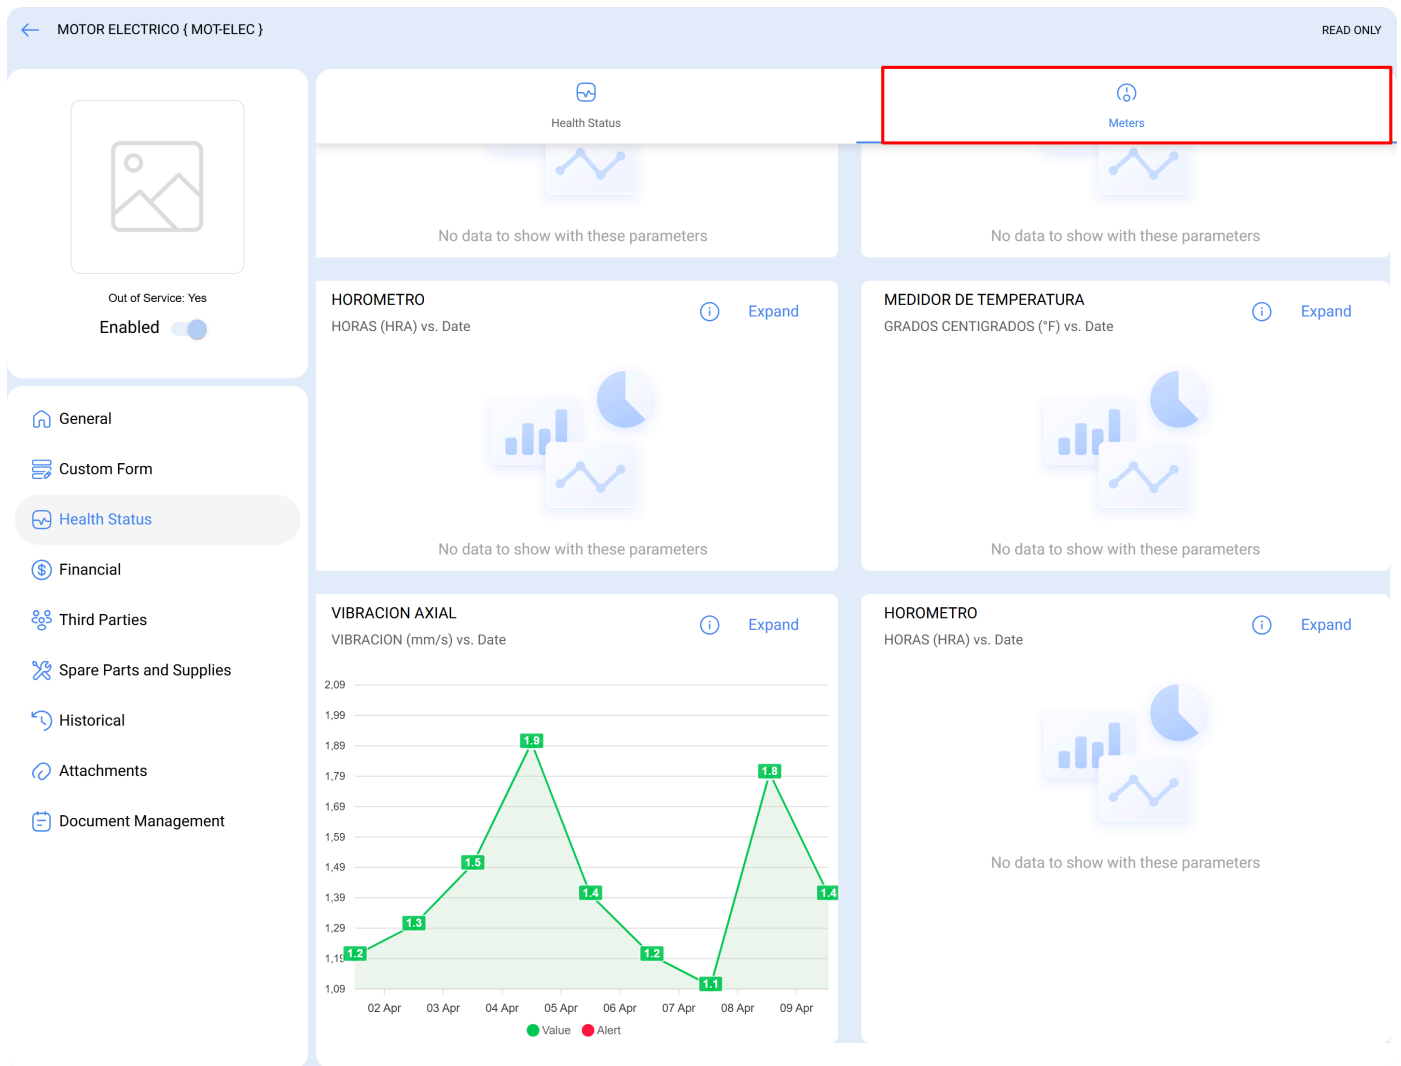 MOTOR ELECTRICO { MOT-ELEC }
READ ONLY
Out of Service: Yes
Enabled
General
Custom Form
Health Status
Financial
Third Parties
Spare Parts and Supplies
Historical
Attachments
Document Management
Health Status
Meters
No data to show with these parameters
No data to show with these parameters
HOROMETRO
HORAS (HRA) vs. Date
Expand
No data to show with these parameters
MEDIDOR DE TEMPERATURA
GRADOS CENTIGRADOS (°F) vs. Date
Expand
No data to show with these parameters
VIBRACION AXIAL
VIBRACION (mm/s) vs. Date
Expand
2,09
1,99
1,89
1,79
1,69
1,59
1,49
1,39
1,29
1,19
1,09
1.2
1.3
1.5
1.9
1.4
1.2
1.1
1.8
1.4
02 Apr 03 Apr 04 Apr 05 Apr 06 Apr 07 Apr 08 Apr 09 Apr
Value Alert
HOROMETRO
HORAS (HRA) vs. Date
Expand
No data to show with these parameters